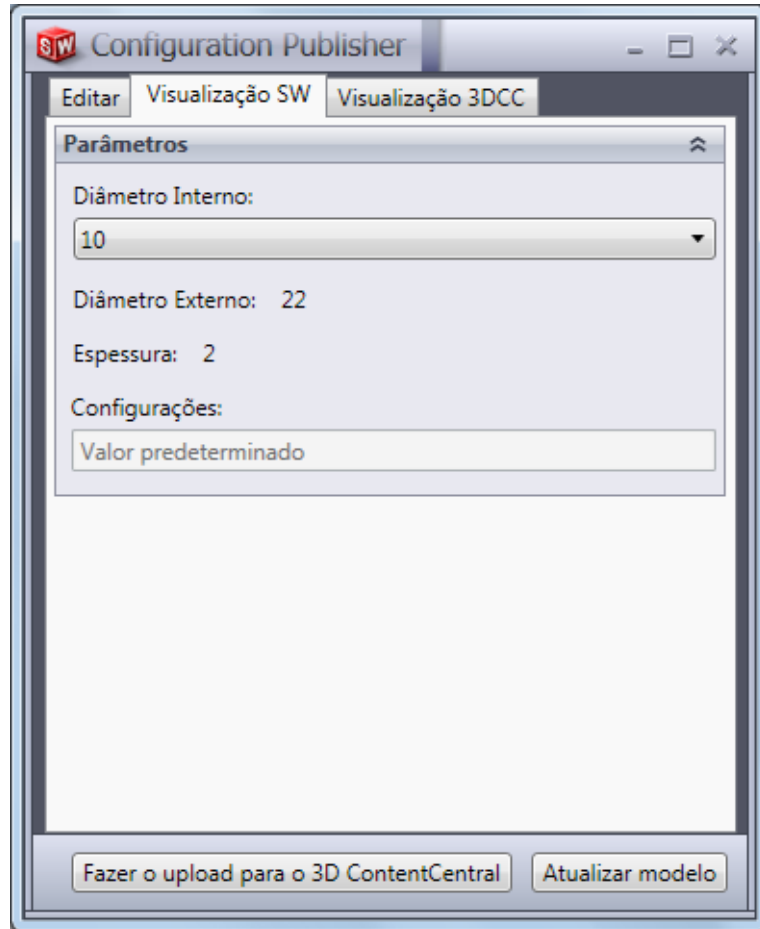 SW Configuration Publisher
Editar Visualização SW Visualização 3DCC
Parâmetros
Diâmetro Interno:
10
Diâmetro Externo: 22
Espessura: 2
Configurações:
Valor predeterminado
Fazer o upload para o 3D ContentCentral Atualizar modelo